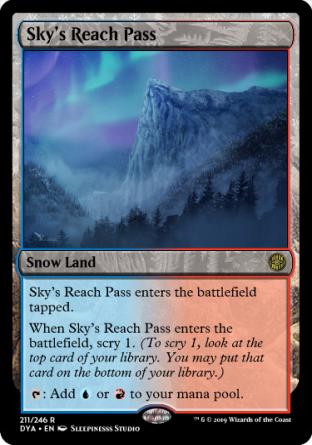 Sky's Reach Pass
Snow Land
Sky's Reach Pass enters the battlefield
tapped.
When Sky's Reach Pass enters the
battlefield, scry 1. (To scry 1, look at the
top card of your library. You may put that
card on the bottom of your library.)
: Add or to your mana pool.
211/246 R
DYA • EN SLEEPINESSS STUDIO
™ & © 2019 Wizards of the Coast